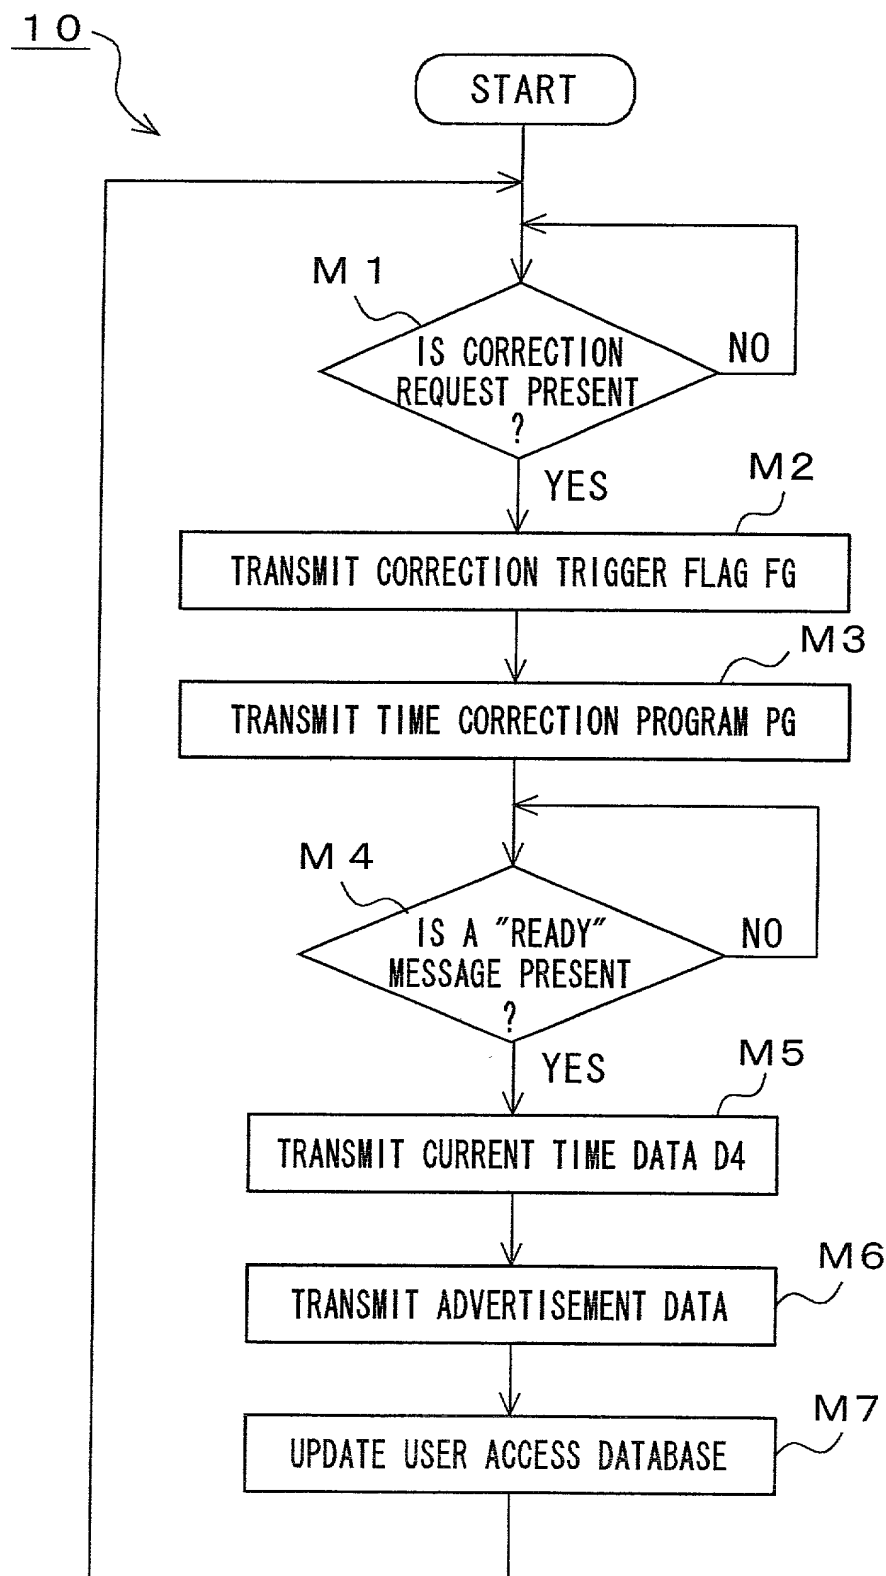 10
START
M1
IS CORRECTION
REQUEST PRESENT
?
NO
YES
M2
TRANSMIT CORRECTION TRIGGER FLAG FG
M3
TRANSMIT TIME CORRECTION PROGRAM PG
M4
IS A "READY"
MESSAGE PRESENT
?
NO
YES
M5
TRANSMIT CURRENT TIME DATA D4
M6
TRANSMIT ADVERTISEMENT DATA
M7
UPDATE USER ACCESS DATABASE